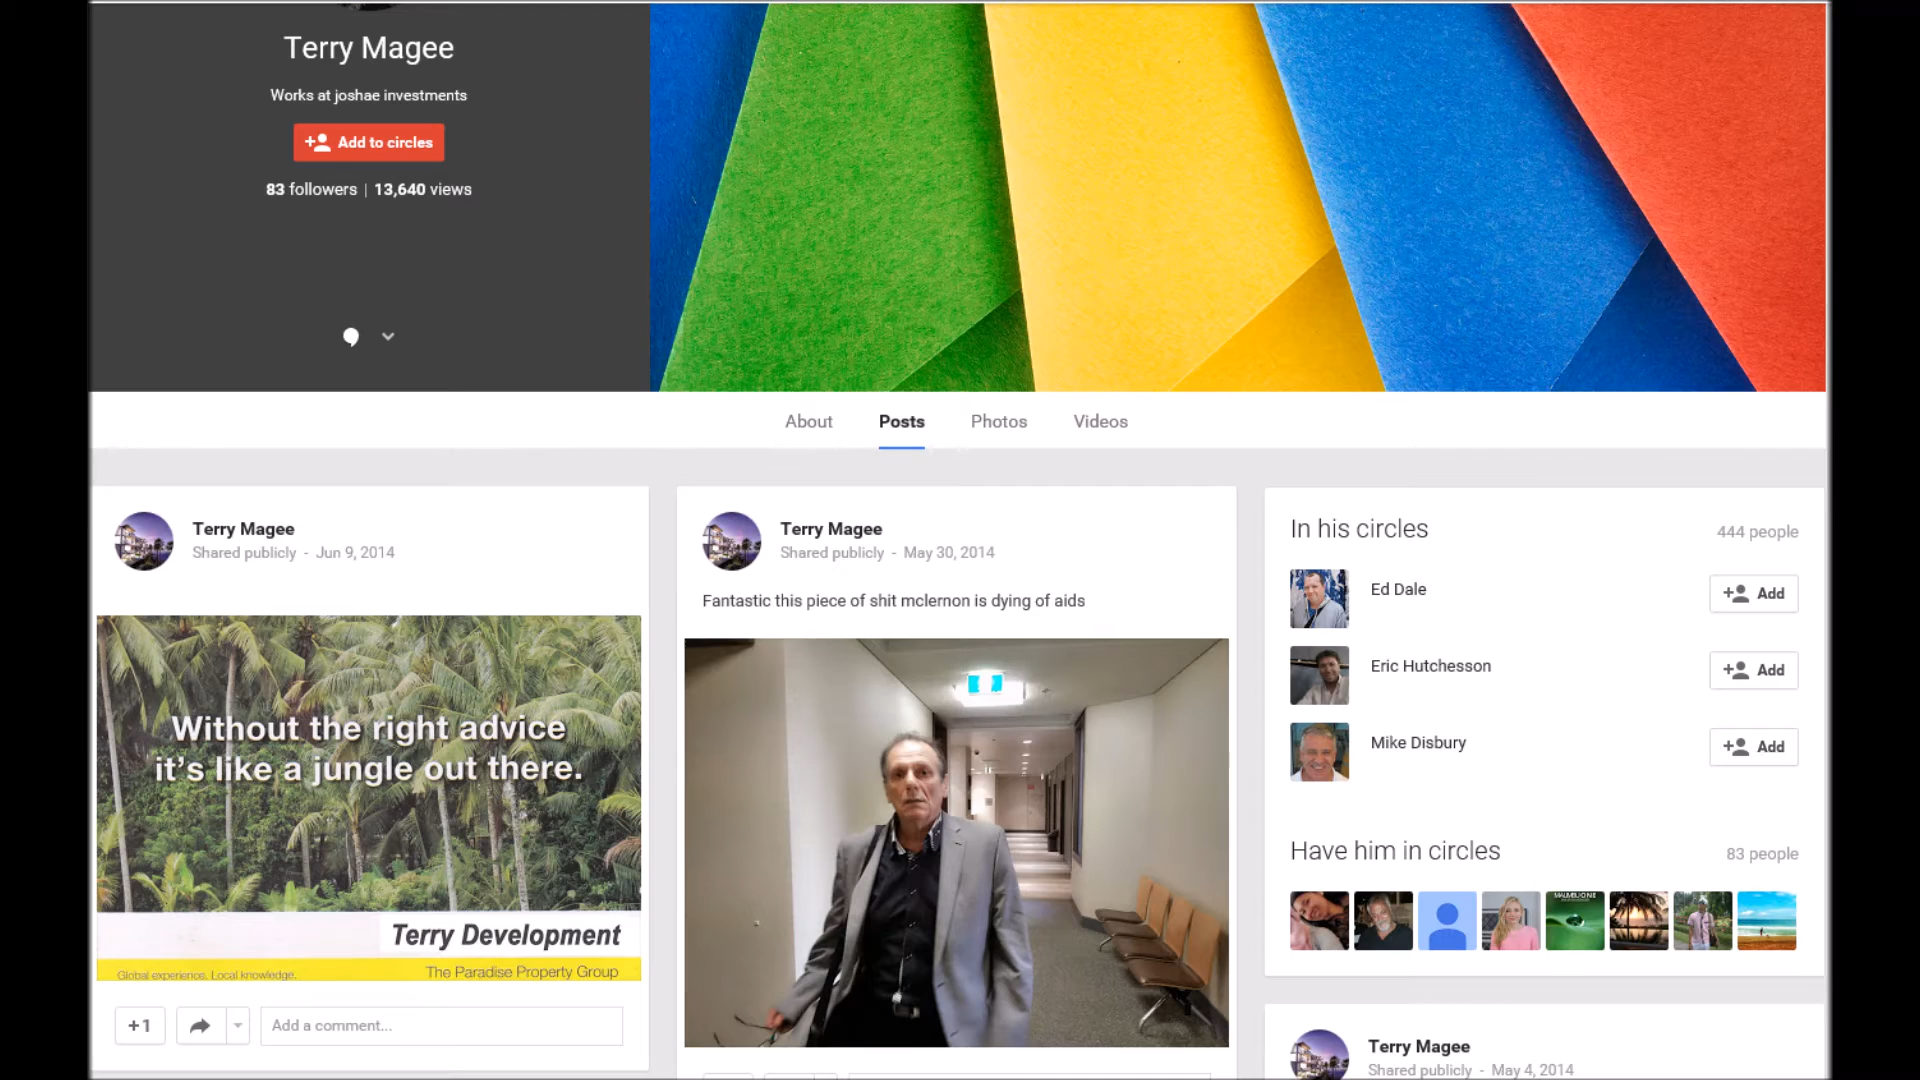 Terry Magee
Works at joshae investments
Add to circles
83 followers | 13,640 views
About
Posts
Photos
Videos
Terry Magee
Shared publicly - Jun 9, 2014
Without the right advice
it's like a jungle out there.
Terry Development
Global experience. Local knowledge.
The Paradise Property Group
+1
Add a comment...
Terry Magee
Shared publicly - May 30, 2014
Fantastic this piece of shit mclernon is dying of aids
In his circles
444 people
Ed Dale
Add
Eric Hutchesson
Add
Mike Disbury
Add
Have him in circles
83 people
Terry Magee
Shared publicly - May 4, 2014